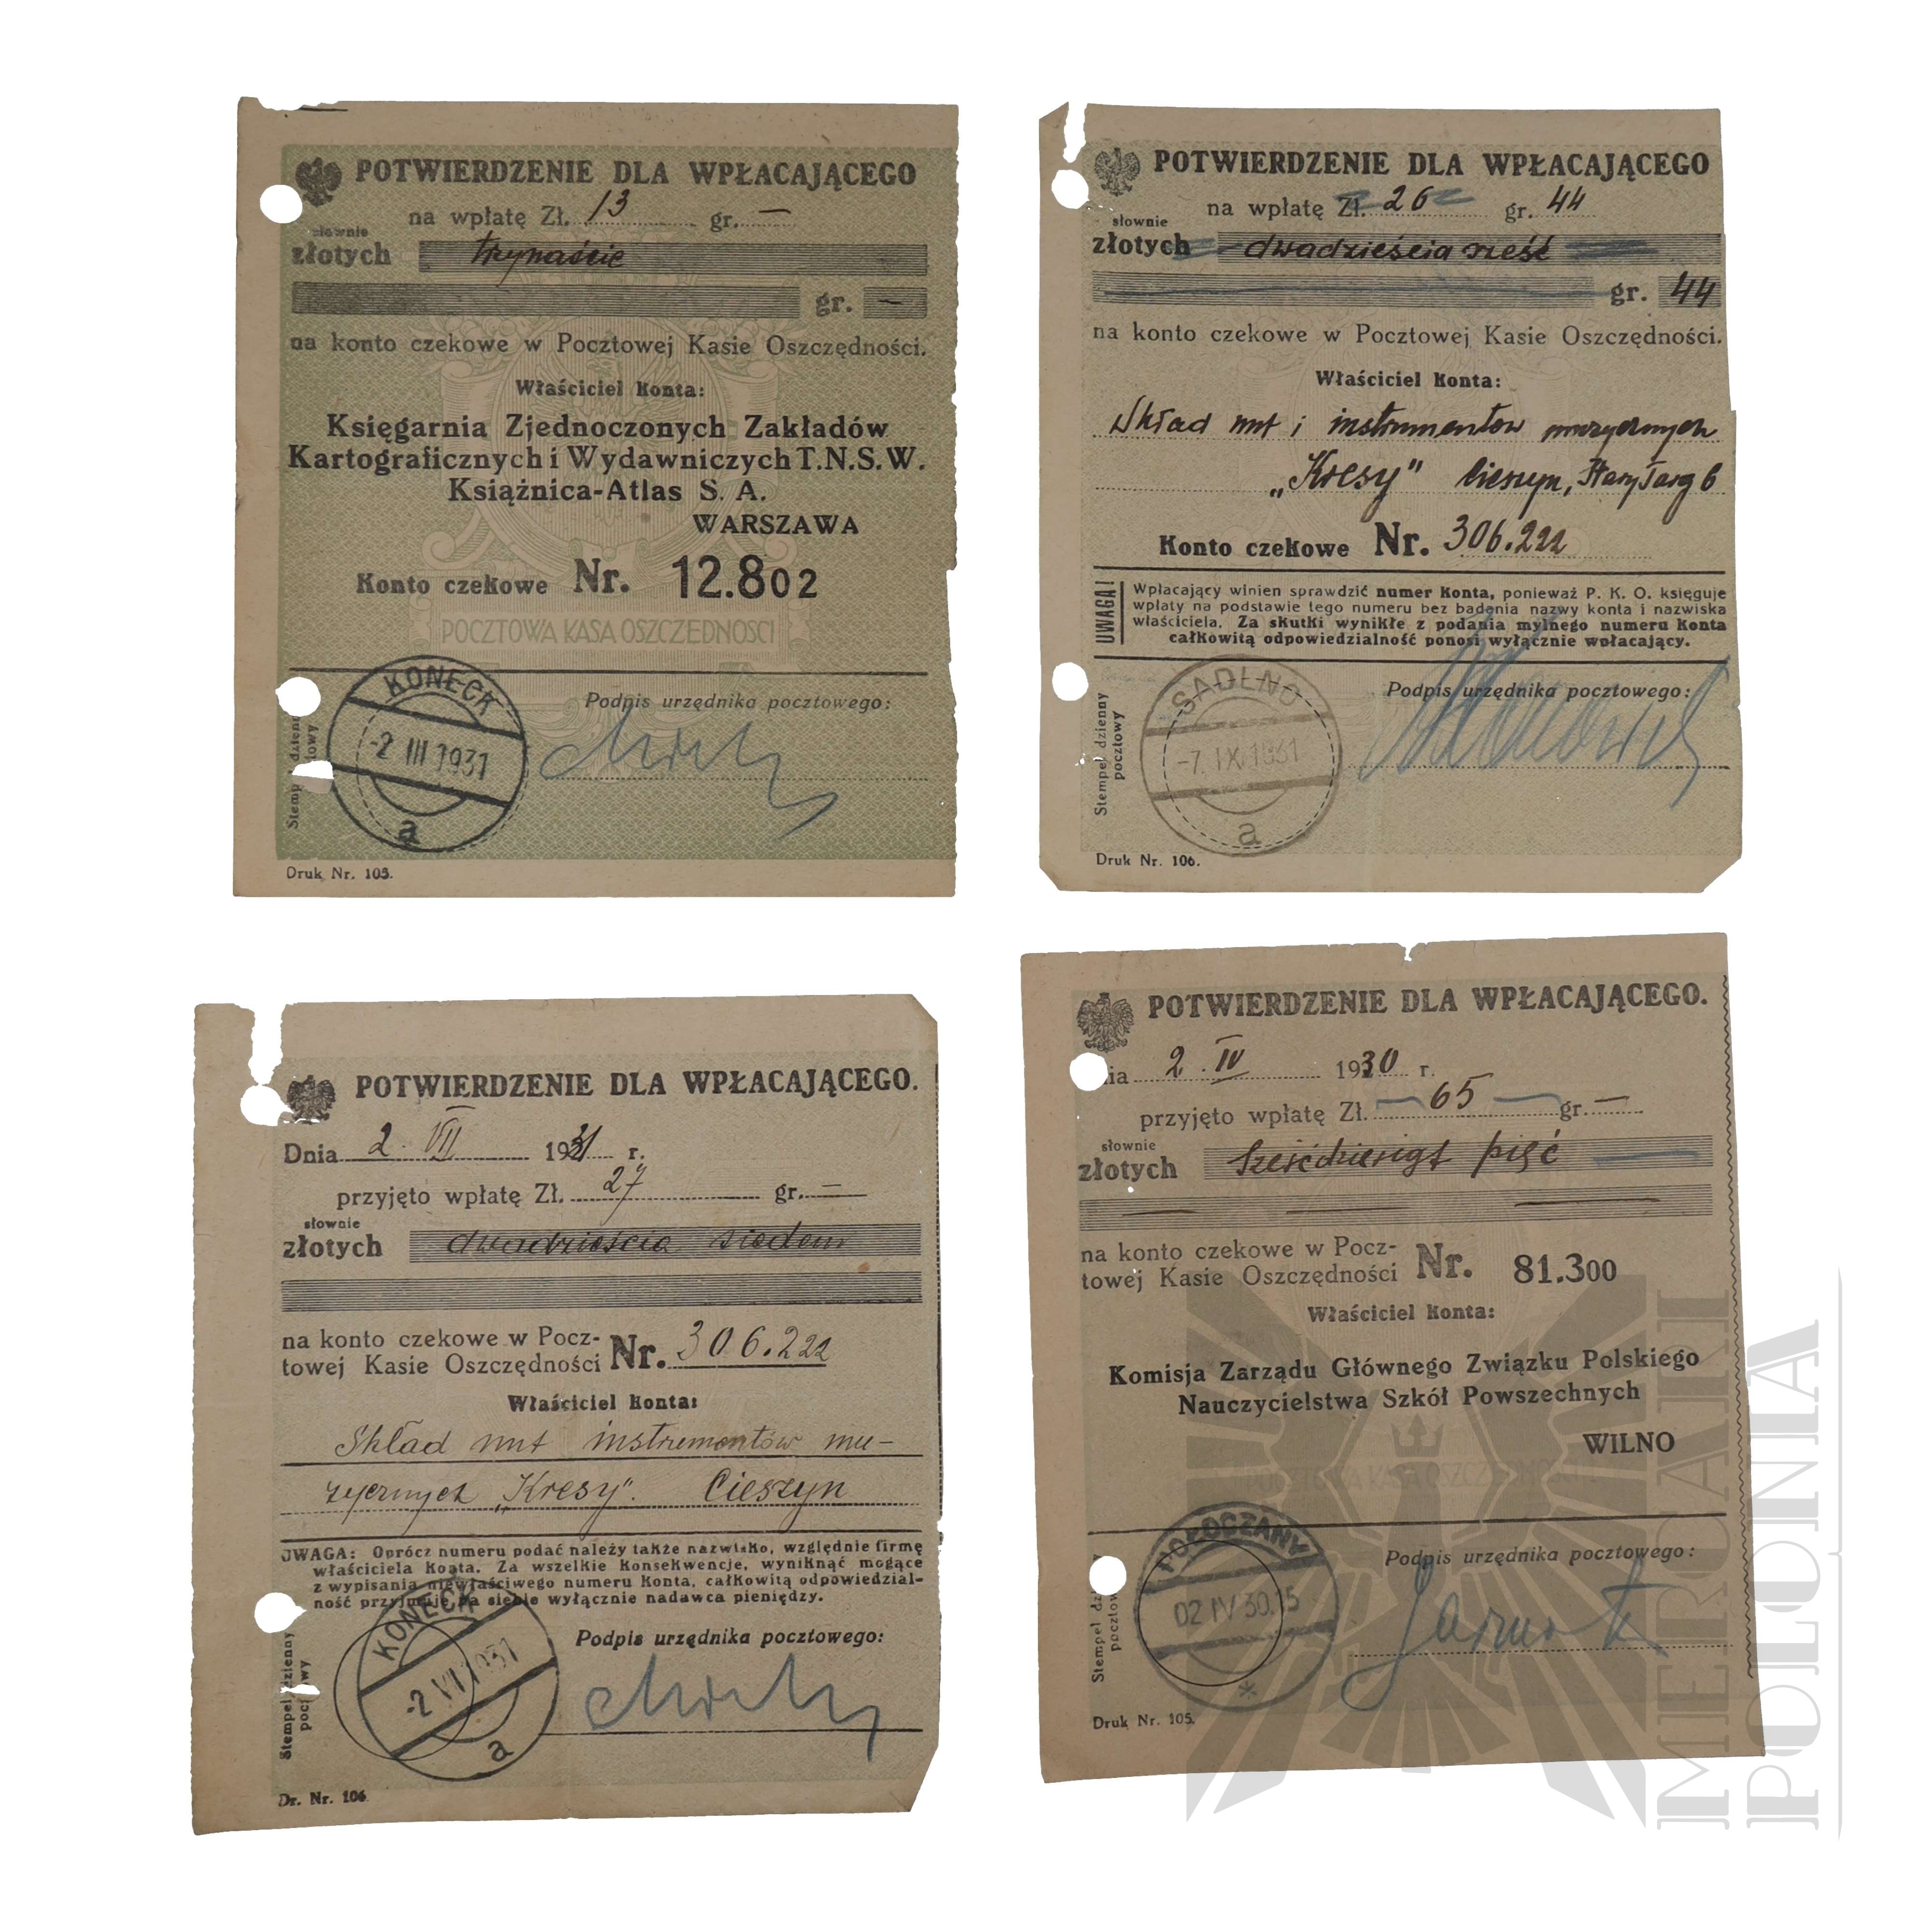 POTWIERDZENIE DLA WPŁACAJĄCEGO
na wpłatę Zł. 13 gr. —
słownie
złotych trzynaście
gr. —
na konto czekowe w Pocztowej Kasie Oszczędności.
Właściciel Konta:
Księgarnia Zjednoczonych Zakładów
Kartograficznych i Wydawniczych T.N.S.W.
Książnica-Atlas S. A.
WARSZAWA
Konto czekowe Nr. 12.802
POCZTOWA KASA OSZCZĘDNOŚCI
Podpis urzędnika pocztowego:
KONECK
-2 III 1931
a
Druk Nr. 105.
POTWIERDZENIE DLA WPŁACAJĄCEGO
na wpłatę Zł. 26 gr. 44
słownie
złotych dwadzieścia sześć
gr. 44
na konto czekowe w Pocztowej Kasie Oszczędności.
Właściciel Konta:
Skład nut i instrumentów muzycznych
„Kresy" Cieszyn, Stary Targ 6
Konto czekowe Nr. 306.222
UWAGA!
Wpłacający winien sprawdzić numer Konta, ponieważ P. K. O. księguje
wpłaty na podstawie tego numeru bez badania nazwy konta i nazwiska
właściciela. Za skutki wynikłe z podania mylnego numeru Konta
całkowitą odpowiedzialność ponosi wyłącznie wpłacający.
Podpis urzędnika pocztowego:
Stempel dzienny
pocztowy
SADLNO
-7. IX 1931
a
Druk Nr. 106.
POTWIERDZENIE DLA WPŁACAJĄCEGO.
Dnia 2 VII 1931 r.
przyjęto wpłatę Zł. 27 gr. —
słownie
złotych dwadzieścia siedem
na konto czekowe w Pocz-
towej Kasie Oszczędności Nr. 306.222
Właściciel Konta:
Skład nut instrumentów mu-
zycznych „Kresy". Cieszyn
UWAGA: Oprócz numeru podać należy także nazwisko, względnie firmę
właściciela Konta. Za wszelkie Konsekwencje, wyniknąć mogące
z wypisania niewłaściwego numeru Konta, całkowitą odpowiedzial-
ność przyjmuje na siebie wyłącznie nadawca pieniędzy.
Podpis urzędnika pocztowego:
Stempel dzienny
KONECK
a
Dr. Nr. 106
POTWIERDZENIE DLA WPŁACAJĄCEGO.
2. IV 1930 r.
przyjęto wpłatę Zł. — 65 — gr. —
słownie
złotych sześćdziesiąt pięć
na konto czekowe w Pocz-
towej Kasie Oszczędności Nr. 81.300
Właściciel Konta:
Komisja Zarządu Głównego Związku Polskiego
Nauczycielstwa Szkół Powszechnych
WILNO
Podpis urzędnika pocztowego:
POŁOCZANY
02 IV 30.15
*
Druk Nr. 105.
MERCARII
POLONIA